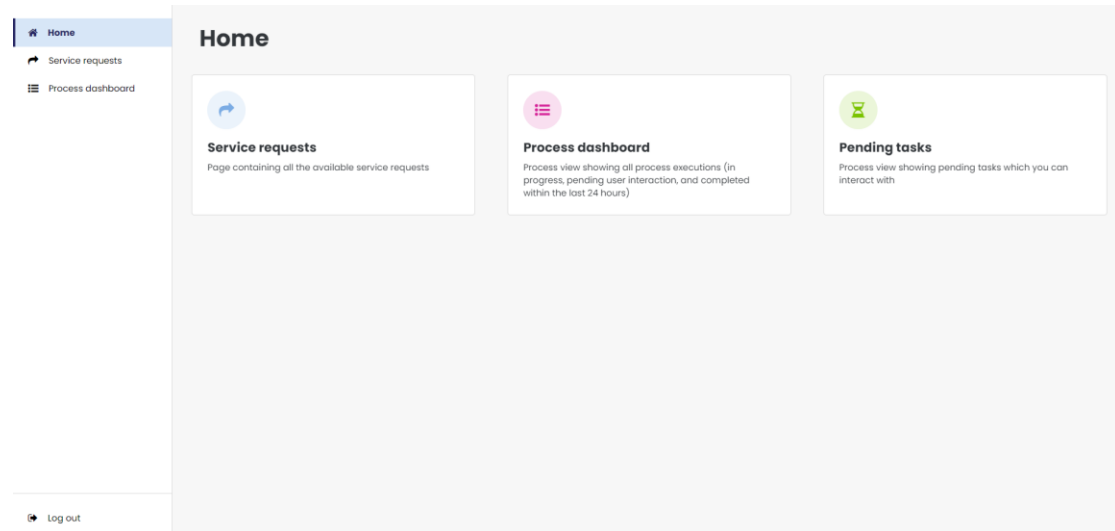 Home
Service requests
Process dashboard
Log out
Home
Service requests
Page containing all the available service requests
Process dashboard
Process view showing all process executions (in
progress, pending user interaction, and completed
within the last 24 hours)
Pending tasks
Process view showing pending tasks which you can
interact with